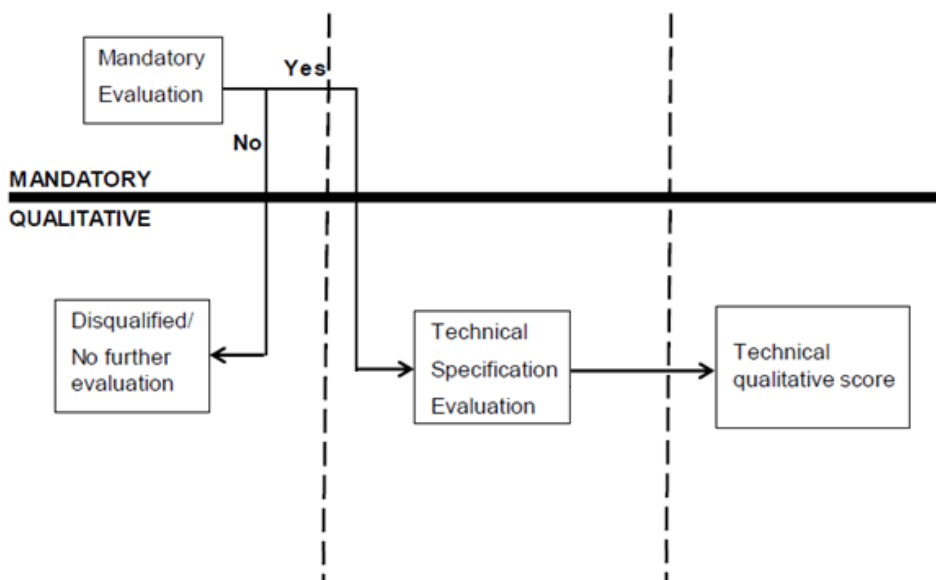 Mandatory
Evaluation
Yes
No
MANDATORY
QUALITATIVE
Disqualified/
No further
evaluation
Technical
Specification
Evaluation
Technical
qualitative score